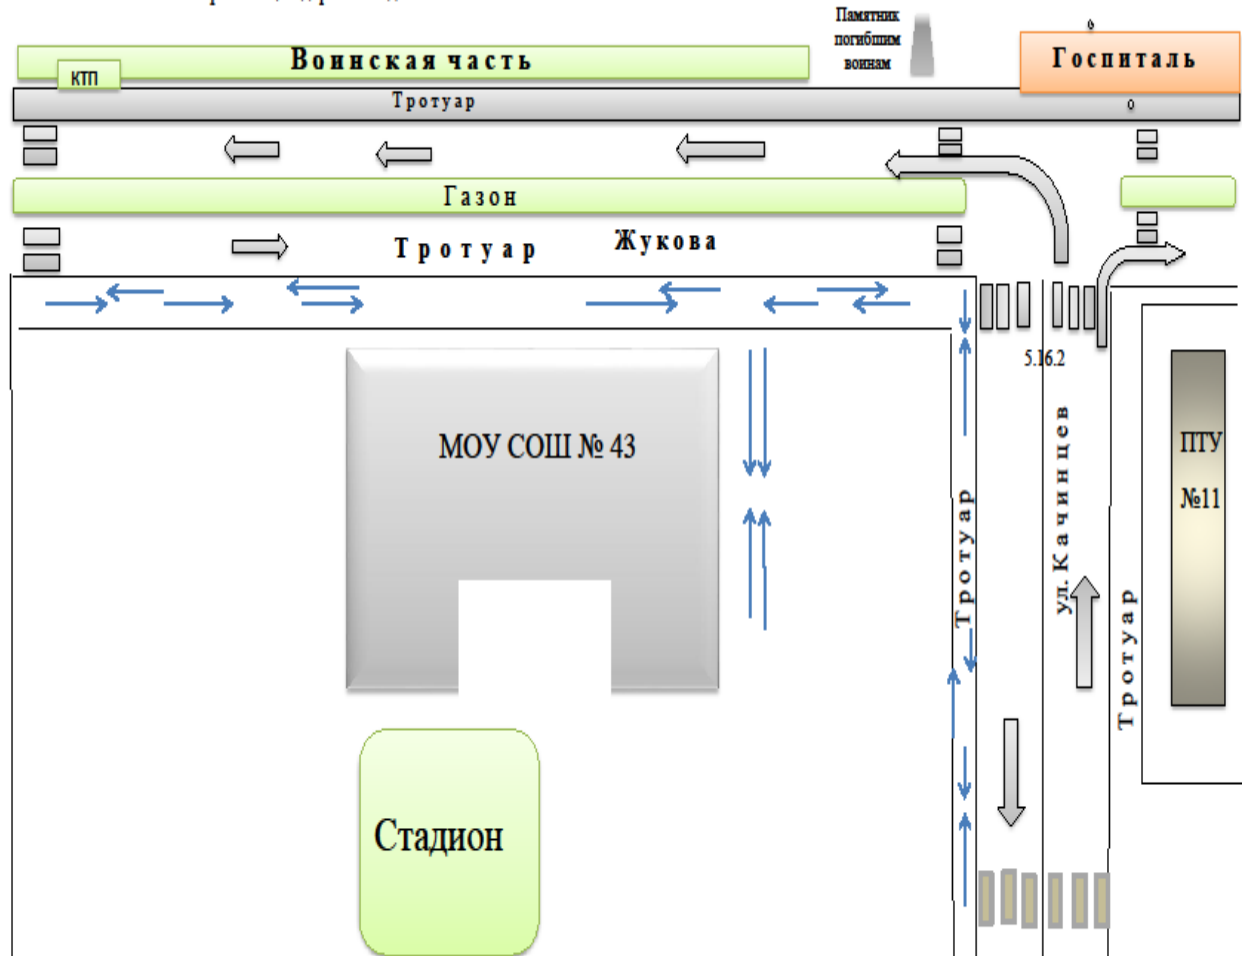 Памятник
погибшим
воинам
Воинская часть
Госпиталь
КТП
Тротуар
Газон
Тротуар
Жукова
5.16.2
МОУ СОШ № 43
ПТУ
№11
ул. Качинцев
Тротуар
Тротуар
Стадион